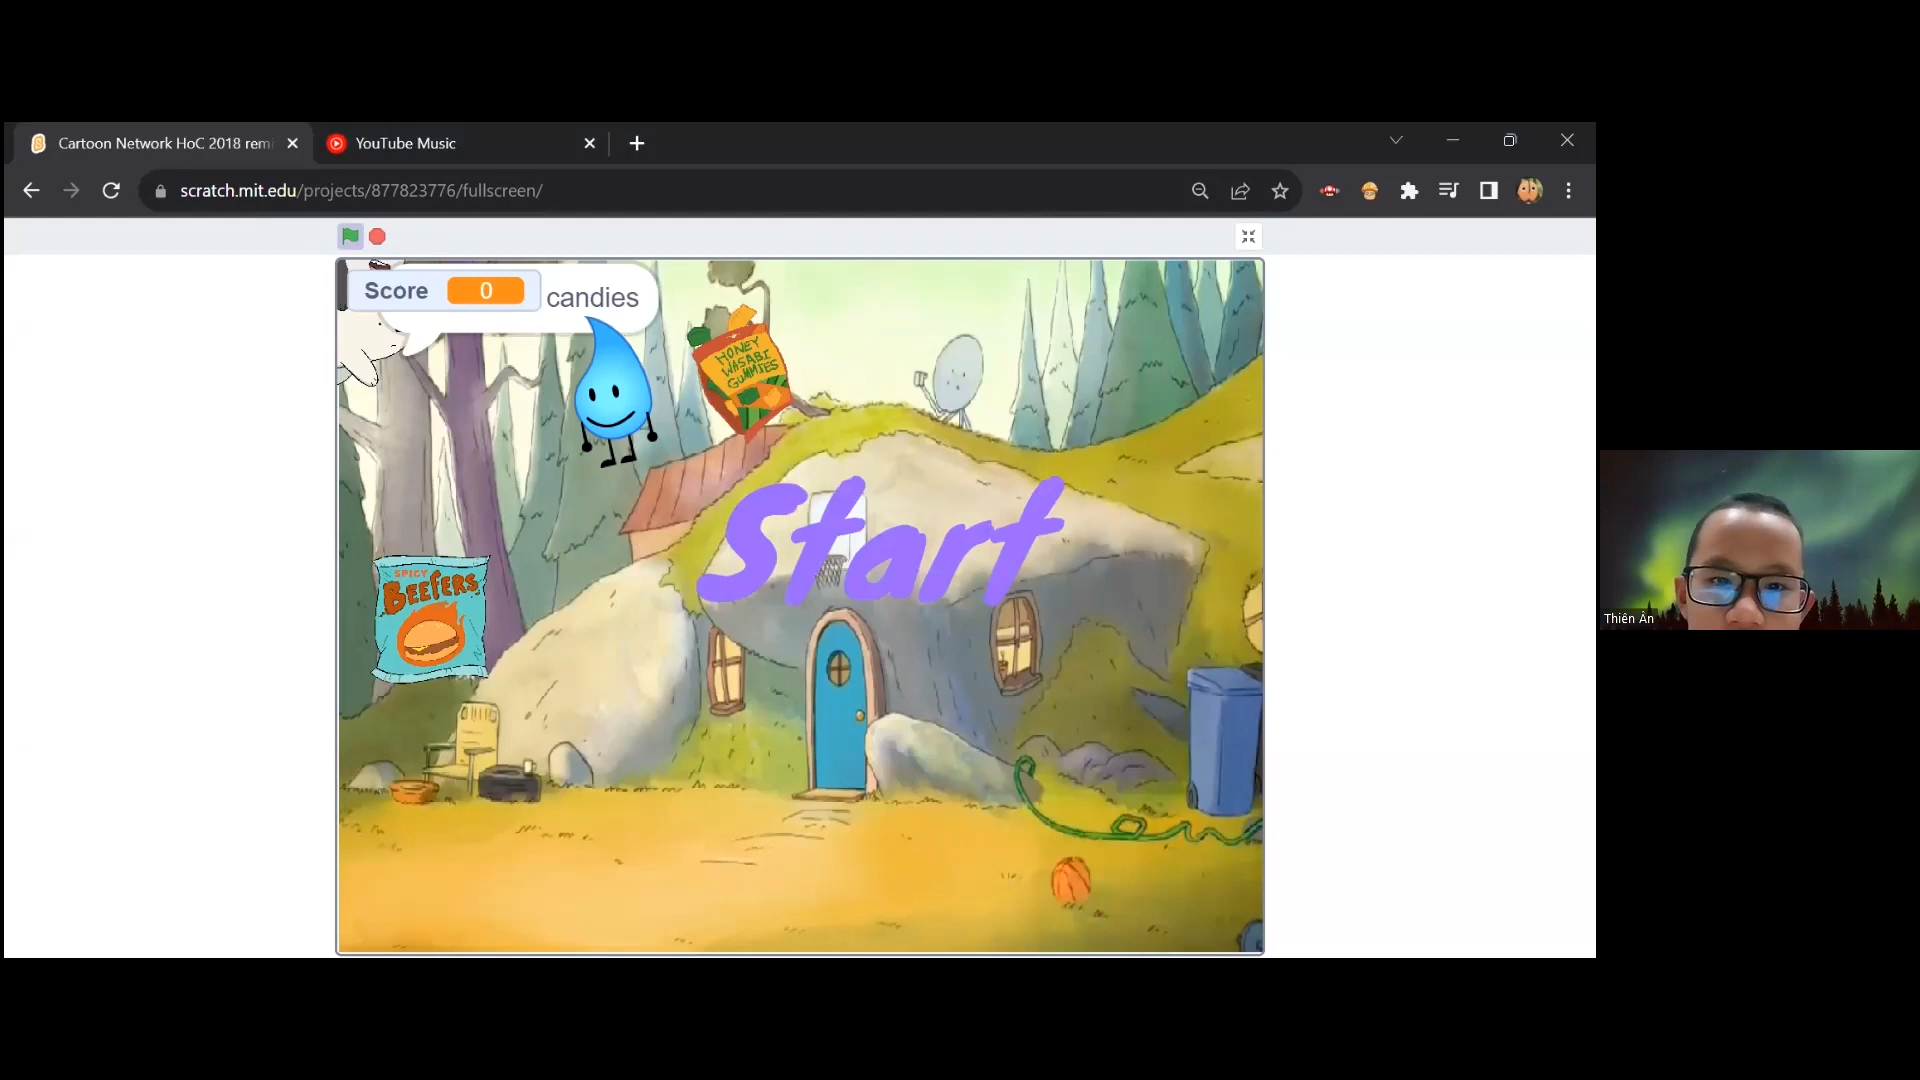 Cartoon Network HoC 2018 remi
YouTube Music
scratch.mit.edu/projects/877823776/fullscreen/
Score 0 candies
HONEY
WASABI
GUMMIES
Start
SPICY
BEEFERS
Thiên Ân